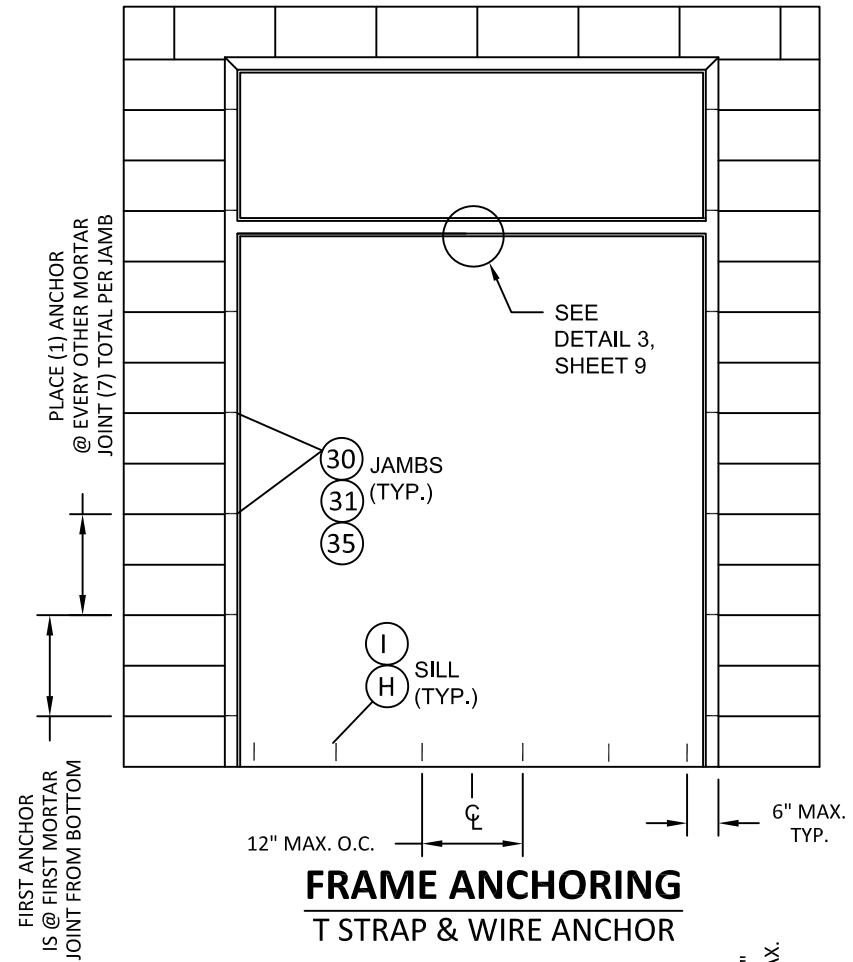 PLACE (1) ANCHOR
@ EVERY OTHER MORTAR
JOINT (7) TOTAL PER JAMB
SEE
DETAIL 3,
SHEET 9
30
31
35
JAMBS
(TYP.)
I
H
SILL
(TYP.)
FIRST ANCHOR
IS @ FIRST MORTAR
JOINT FROM BOTTOM
12" MAX. O.C.
CL
6" MAX.
TYP.
FRAME ANCHORING
T STRAP & WIRE ANCHOR